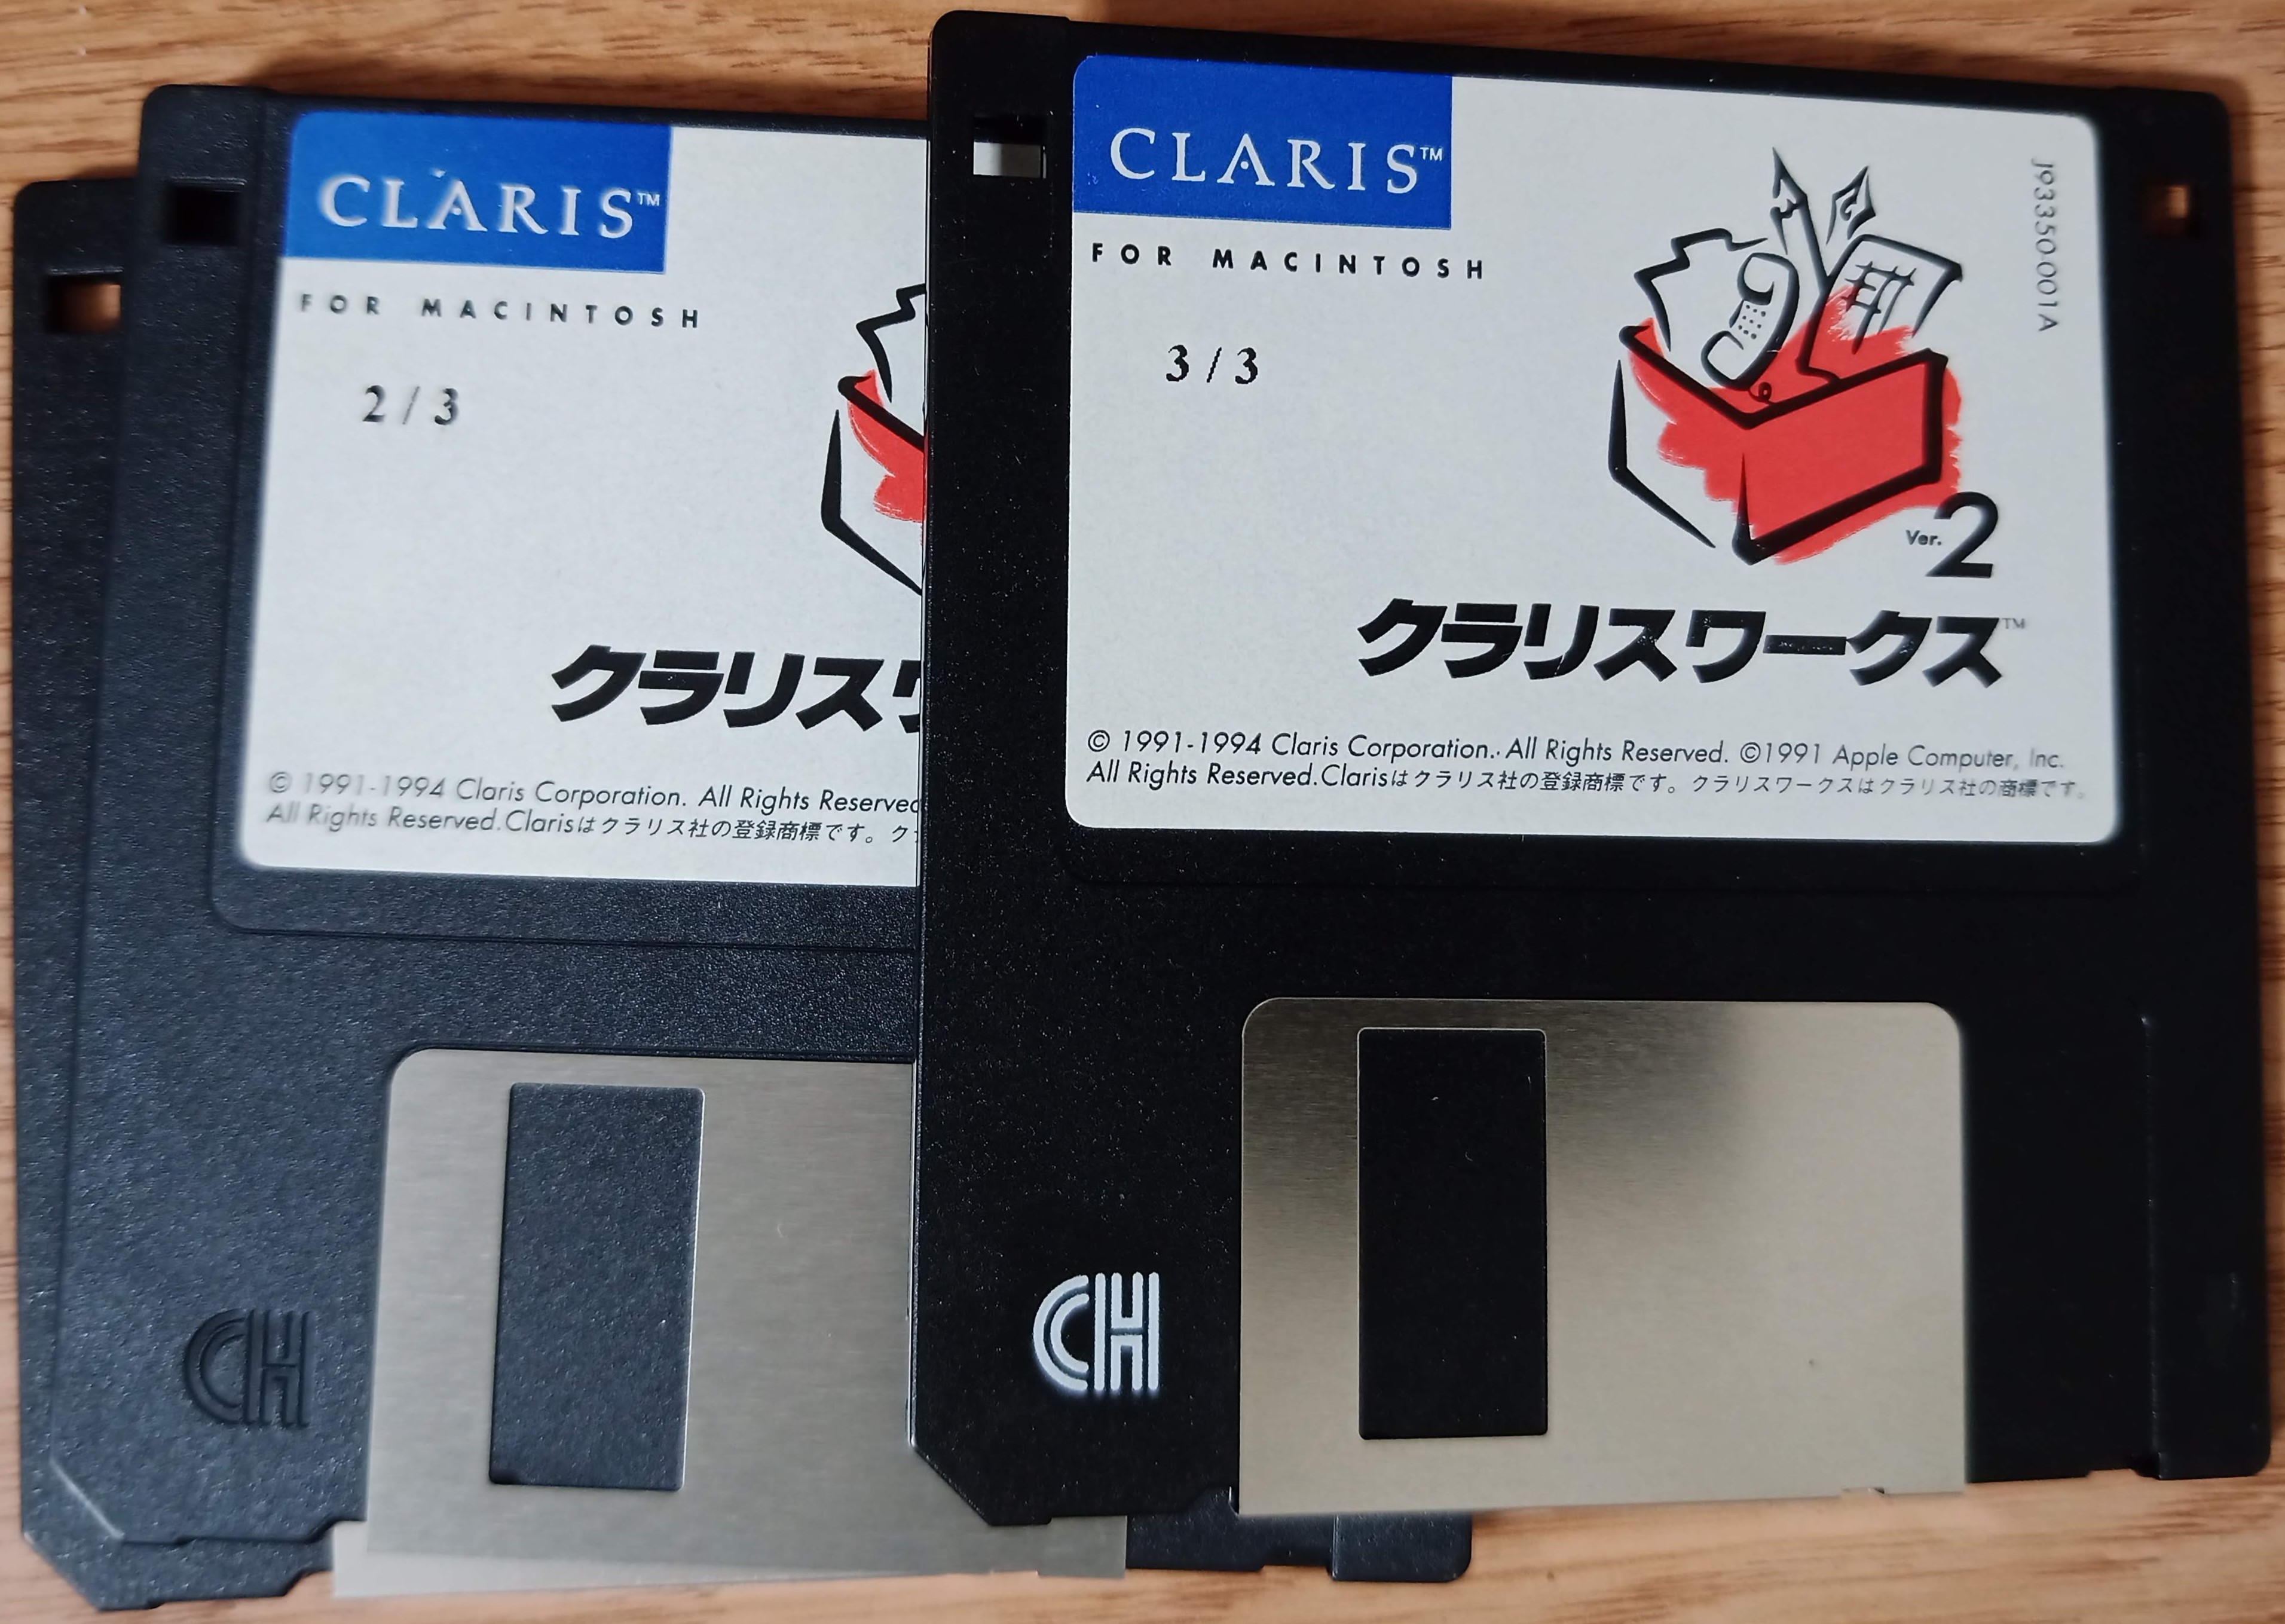 CLARIS™
FOR MACINTOSH
2 / 3
クラリス
© 1991-1994 Claris Corporation. All Rights Reserved
All Rights Reserved.Clarisはクラリス社の登録商標です。ク
CH
CLARIS™
FOR MACINTOSH
3 / 3
J93350-001A
Ver.2
クラリスワークス™
© 1991-1994 Claris Corporation. All Rights Reserved. ©1991 Apple Computer, Inc.
All Rights Reserved.Clarisはクラリス社の登録商標です。クラリスワークスはクラリス社の商標です。
CH